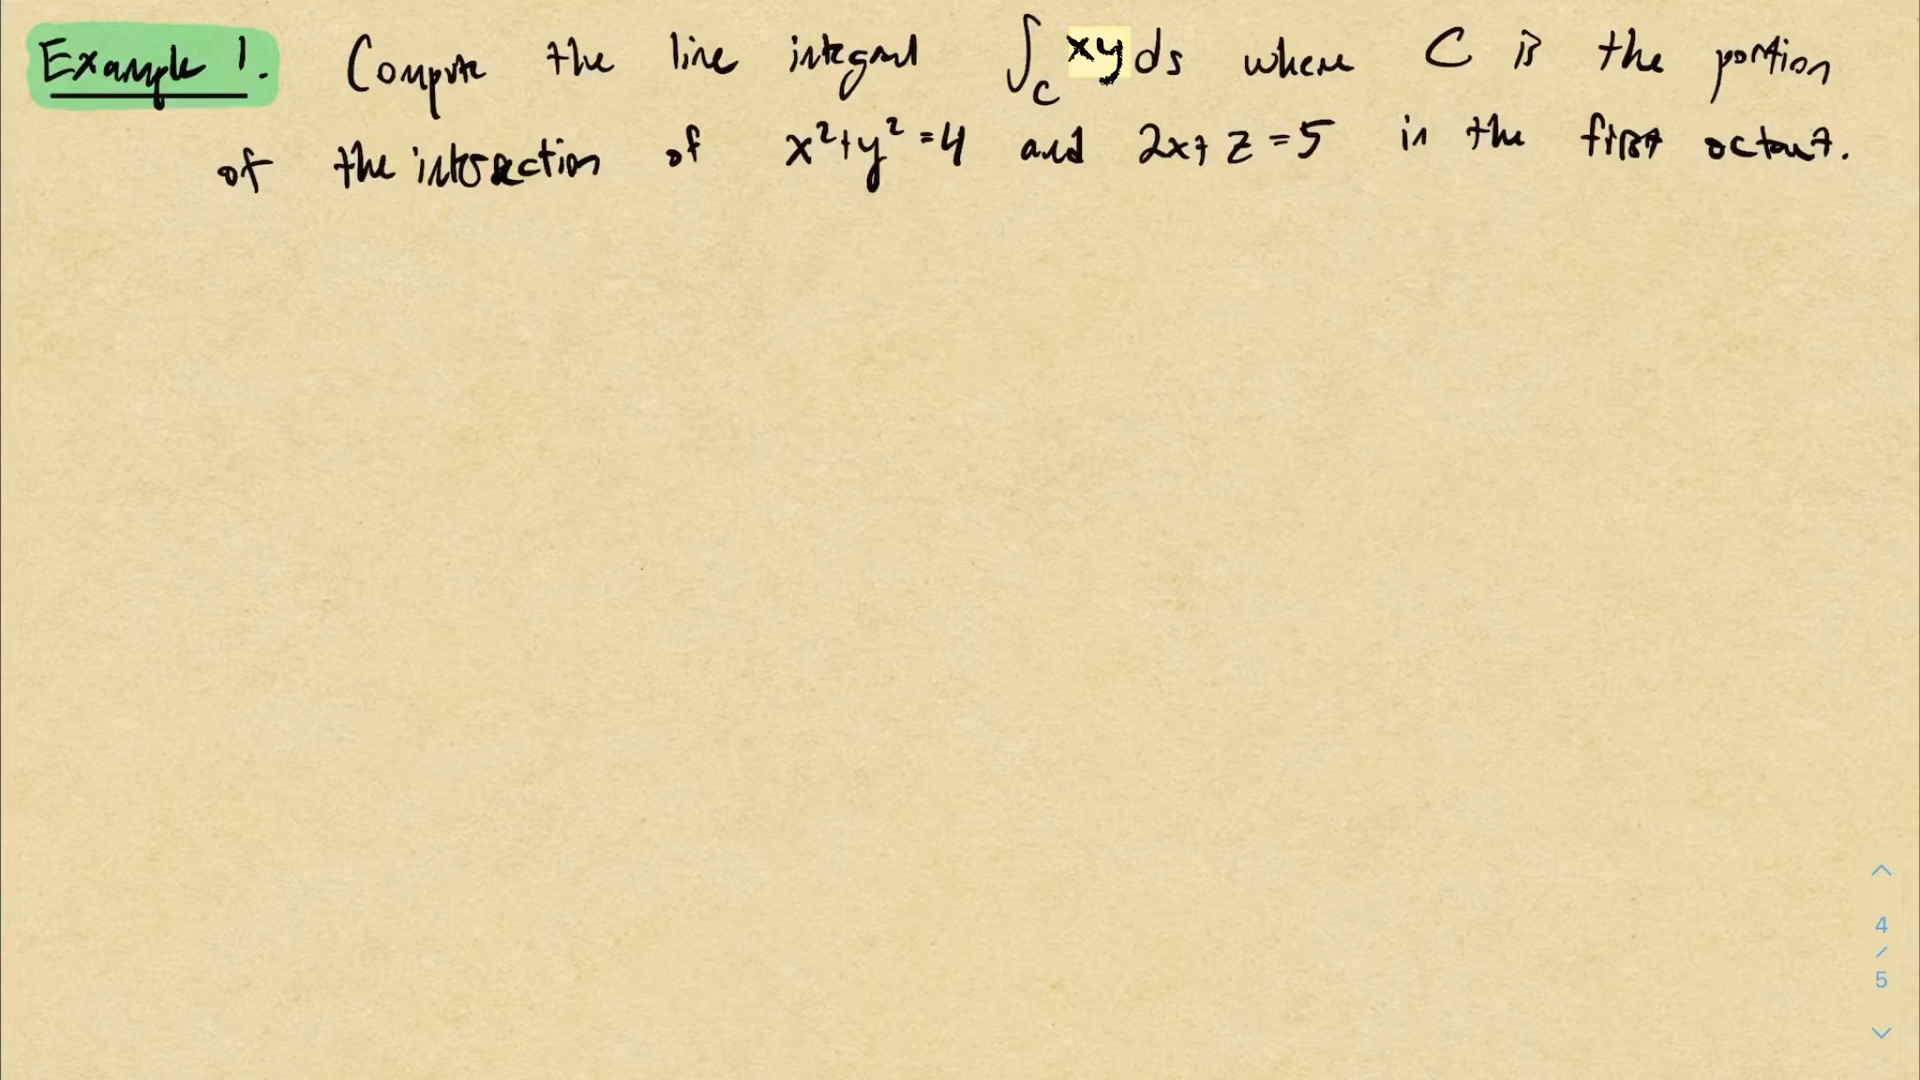 Example 1. Compute the line integral ∫_C xy ds where C is the portion
of the intersection of x²+y²=4 and 2x+z=5 in the first octant.
4
/
5